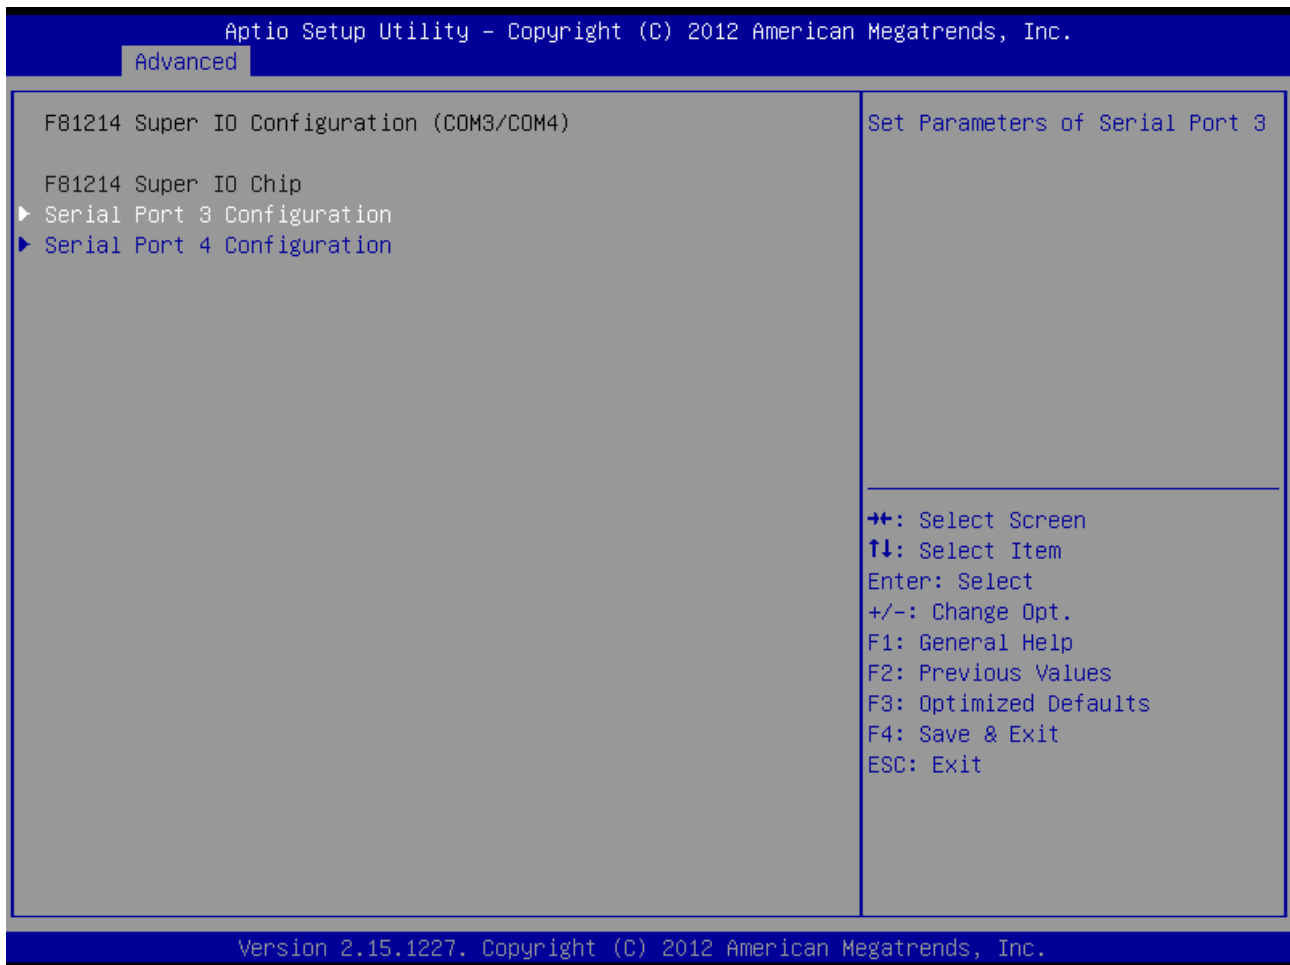 Aptio Setup Utility – Copyright (C) 2012 American Megatrends, Inc.
Advanced
F81214 Super IO Configuration (COM3/COM4)
F81214 Super IO Chip
► Serial Port 3 Configuration
► Serial Port 4 Configuration
Set Parameters of Serial Port 3
→←: Select Screen
↑↓: Select Item
Enter: Select
+/-: Change Opt.
F1: General Help
F2: Previous Values
F3: Optimized Defaults
F4: Save & Exit
ESC: Exit
Version 2.15.1227. Copyright (C) 2012 American Megatrends, Inc.